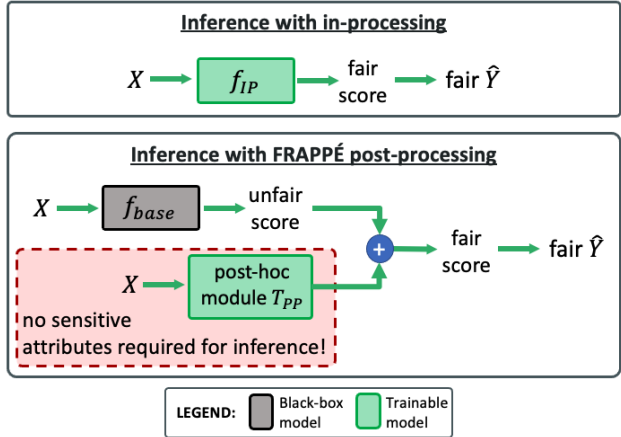 Inference with in-processing
X f_IP fair score fair Ŷ
Inference with FRAPPÉ post-processing
X f_base unfair score
+ fair score fair Ŷ
X post-hoc module T_PP
no sensitive
attributes required for inference!
LEGEND: Black-box model Trainable model